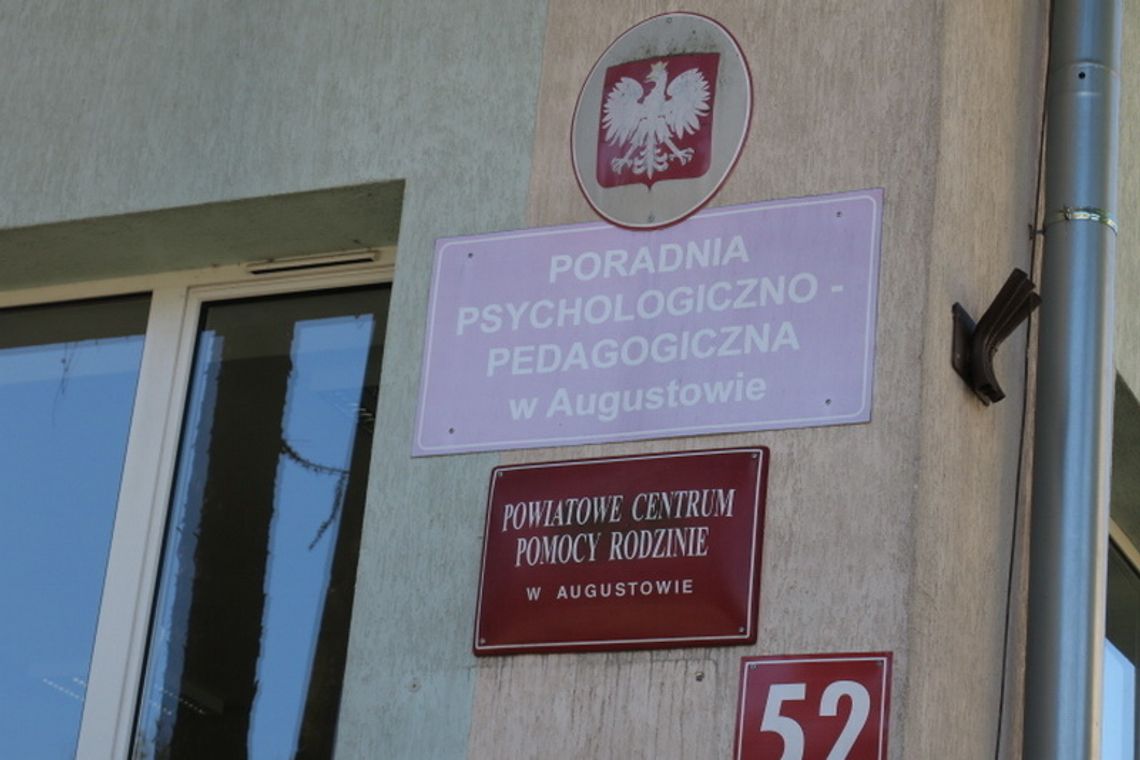 PORADNIA
PSYCHOLOGICZNO -
PEDAGOGICZNA
w Augustowie
POWIATOWE CENTRUM
POMOCY RODZINIE
W AUGUSTOWIE
52